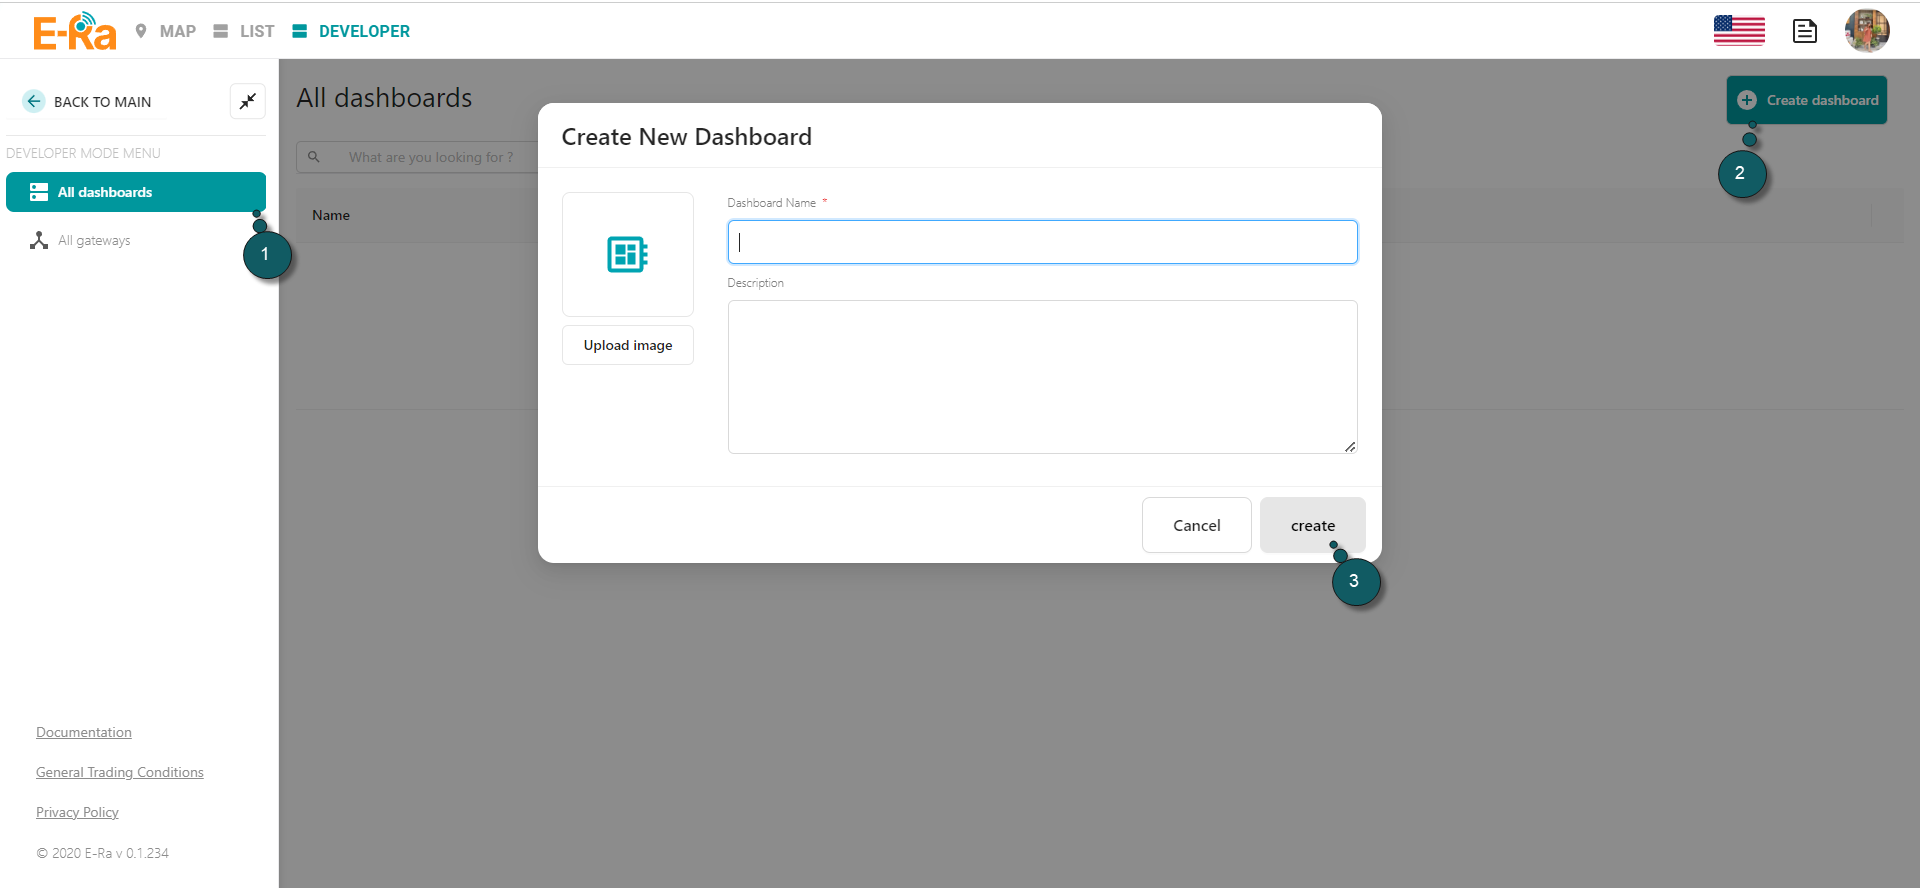 E-Ra MAP LIST DEVELOPER
BACK TO MAIN
DEVELOPER MODE MENU
All dashboards
All gateways
1
Documentation
General Trading Conditions
Privacy Policy
© 2020 E-Ra v 0.1.234
All dashboards
Create dashboard
2
What are you looking for ?
Name
Create New Dashboard
Upload image
Dashboard Name *
Description
Cancel
create
3